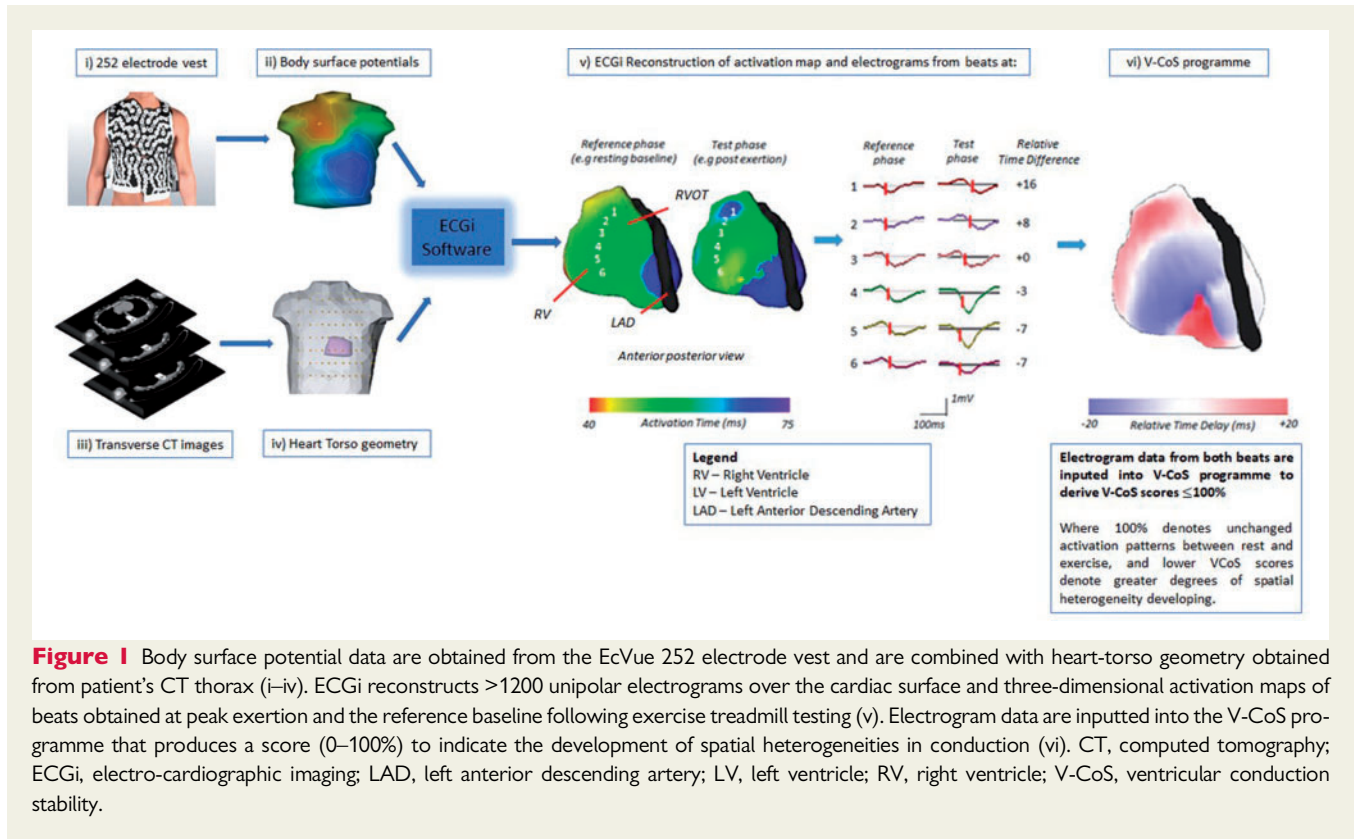 i) 252 electrode vest
ii) Body surface potentials
v) ECGi Reconstruction of activation map and electrograms from beats at:
vi) V-CoS programme
Reference phase
(e.g resting baseline)
Test phase
(e.g post exertion)
Reference
phase
Test
phase
Relative
Time Difference
ECGi
Software
RVOT
1
2
3
4
5
6
1
2
3
4
5
6
RV
LAD
Anterior posterior view
1
+16
2
+8
3
+0
4
-3
5
-7
6
-7
1mV
100ms
iii) Transverse CT images
iv) Heart Torso geometry
40
Activation Time (ms)
75
-20
Relative Time Delay (ms)
+20
Legend
RV – Right Ventricle
LV – Left Ventricle
LAD – Left Anterior Descending Artery
Electrogram data from both beats are
inputed into V-CoS programme to
derive V-CoS scores ≤100%
Where 100% denotes unchanged
activation patterns between rest and
exercise, and lower VCoS scores
denote greater degrees of spatial
heterogeneity developing.
Figure 1 Body surface potential data are obtained from the EcVue 252 electrode vest and are combined with heart-torso geometry obtained
from patient's CT thorax (i–iv). ECGi reconstructs >1200 unipolar electrograms over the cardiac surface and three-dimensional activation maps of
beats obtained at peak exertion and the reference baseline following exercise treadmill testing (v). Electrogram data are inputted into the V-CoS pro-
gramme that produces a score (0–100%) to indicate the development of spatial heterogeneities in conduction (vi). CT, computed tomography;
ECGi, electro-cardiographic imaging; LAD, left anterior descending artery; LV, left ventricle; RV, right ventricle; V-CoS, ventricular conduction
stability.